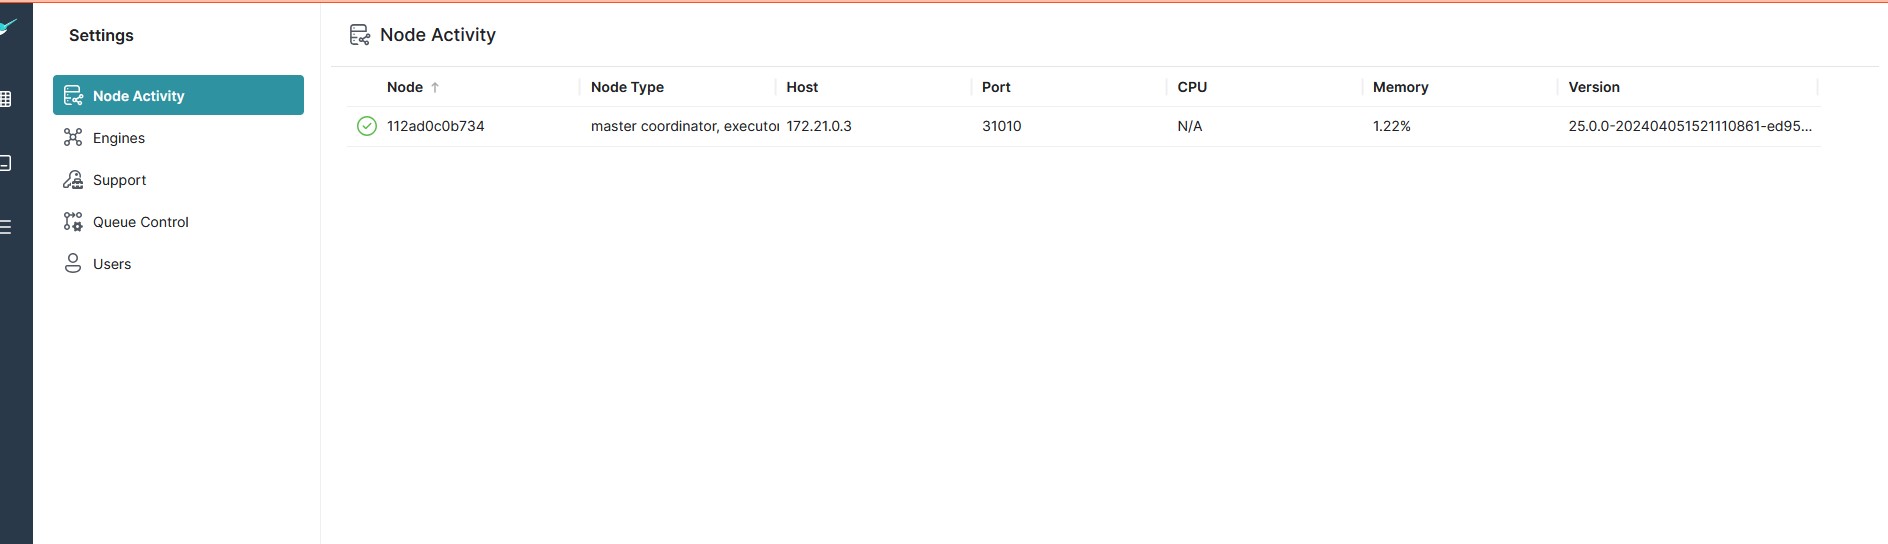 Settings
Node Activity
Engines
Support
Queue Control
Users
Node Activity
Node Node Type Host Port CPU Memory Version
112ad0c0b734 master coordinator, executor 172.21.0.3 31010 N/A 1.22% 25.0.0-202404051521110861-ed95...